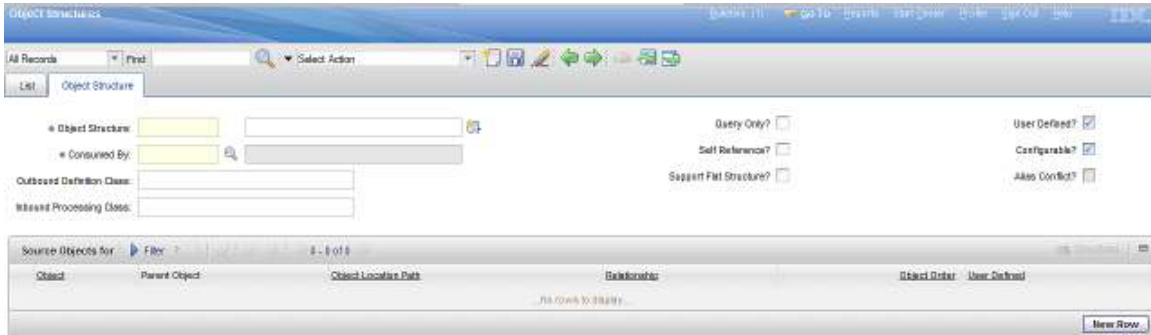 Object Structures
Bulletins (1) Go To Reports Start Center Profile Sign Out Help IBM
All Records Find: Select Action
List Object Structure
* Object Structure: Query Only? User Defined?
* Consumed By: Self Reference? Configurable?
Outbound Definition Class: Support Flat Structure? Alias Conflict?
Inbound Processing Class:
Source Objects for Filter 0 - 0 of 0
Object Parent Object Object Location Path Relationship Object Order User Defined
...No rows to display...
New Row